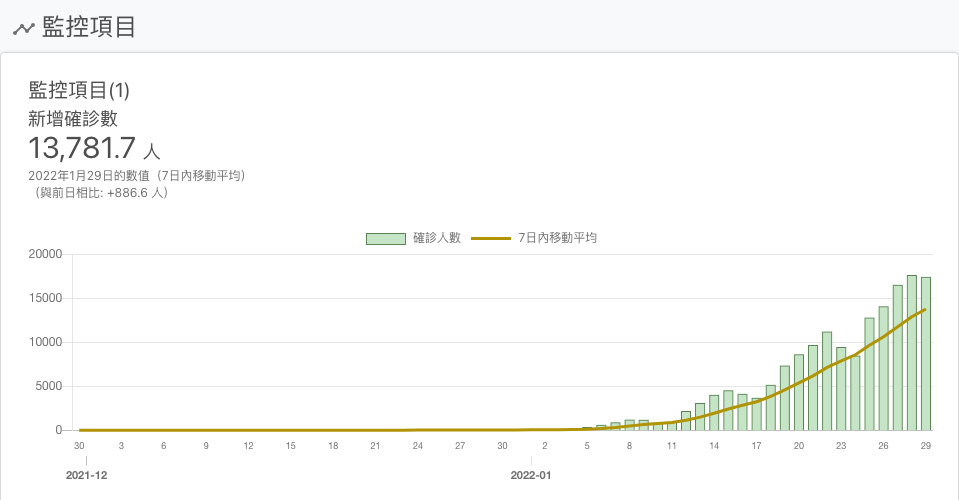 監控項目
監控項目(1)
新增確診數
13,781.7 人
2022年1月29日的數值（7日內移動平均）
（與前日相比: +886.6 人）
確診人數 7日內移動平均
20000
15000
10000
5000
0
30 3 6 9 12 15 18 21 24 27 30 2 5 8 11 14 17 20 23 26 29
2021-12 2022-01